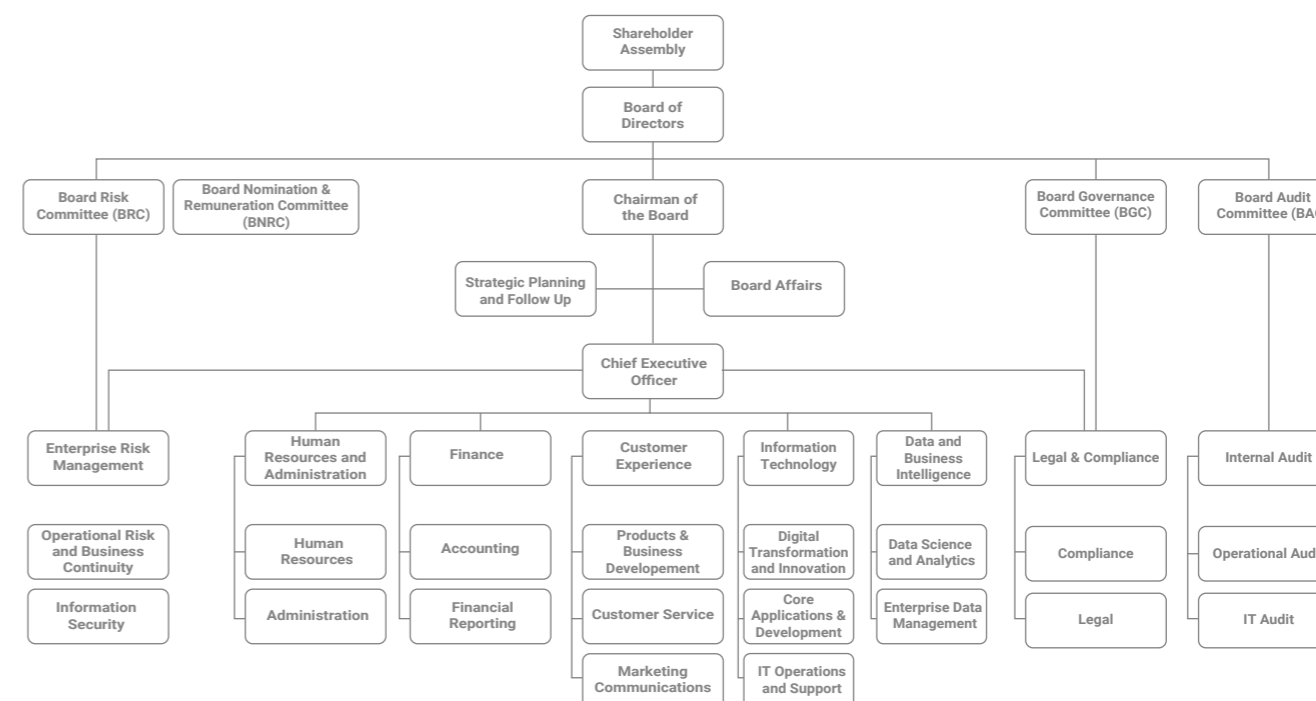 Shareholder
Assembly
Board of
Directors
Board Risk
Committee (BRC)
Board Nomination &
Remuneration Committee
(BNRC)
Chairman of
the Board
Board Governance
Committee (BGC)
Board Audit
Committee
Strategic Planning
and Follow Up
Board Affairs
Chief Executive
Officer
Enterprise Risk
Management
Human
Resources and
Administration
Finance
Customer
Experience
Information
Technology
Data and
Business
Intelligence
Legal & Compliance
Internal Audit
Operational Risk
and Business
Continuity
Human
Resources
Accounting
Products &
Business
Developement
Digital
Transformation
and Innovation
Data Science
and Analytics
Compliance
Operational
Information
Security
Administration
Financial
Reporting
Customer Service
Core
Applications &
Development
Enterprise Data
Management
Legal
IT Audit
Marketing
Communications
IT Operations
and Support